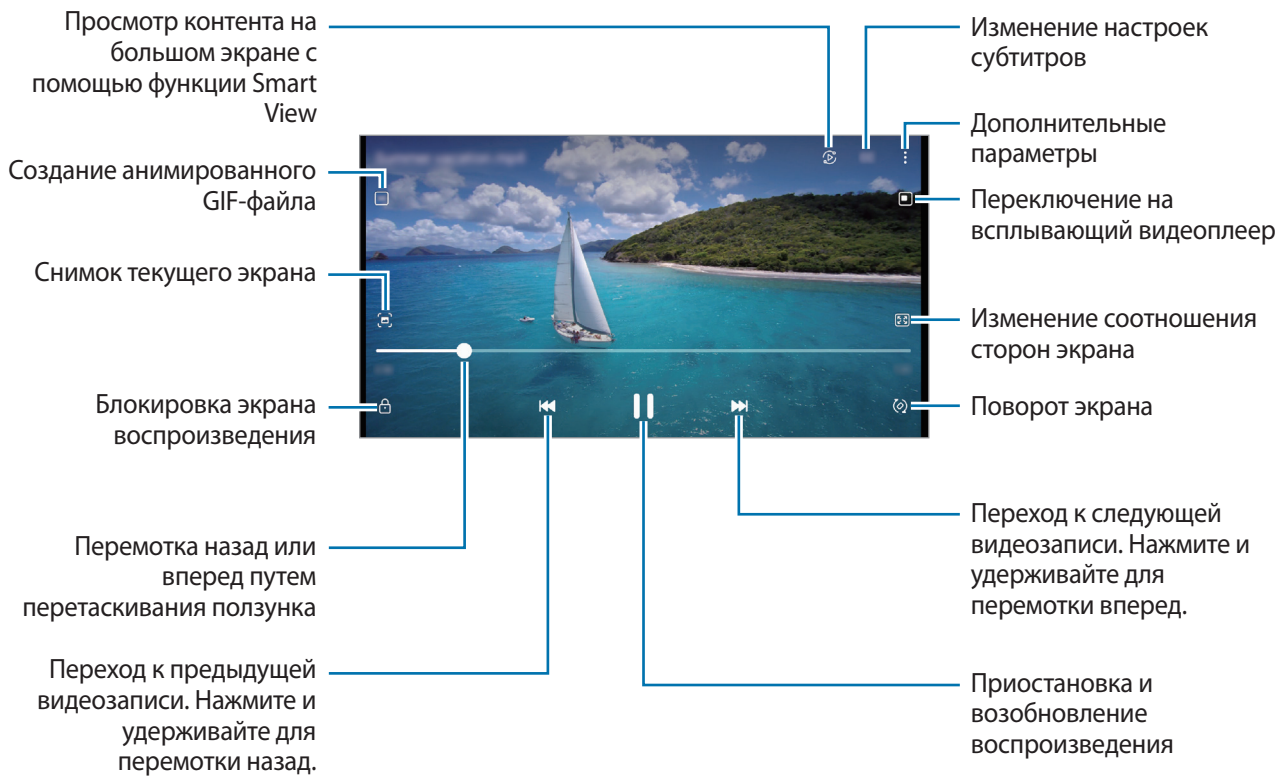 Просмотр контента на
большом экране с
помощью функции Smart
View
Создание анимированного
GIF-файла
Снимок текущего экрана
Блокировка экрана
воспроизведения
Перемотка назад или
вперед путем
перетаскивания ползунка
Переход к предыдущей
видеозаписи. Нажмите и
удерживайте для
перемотки назад.
Изменение настроек
субтитров
Дополнительные
параметры
Переключение на
всплывающий видеоплеер
Изменение соотношения
сторон экрана
Поворот экрана
Переход к следующей
видеозаписи. Нажмите и
удерживайте для
перемотки вперед.
Приостановка и
возобновление
воспроизведения